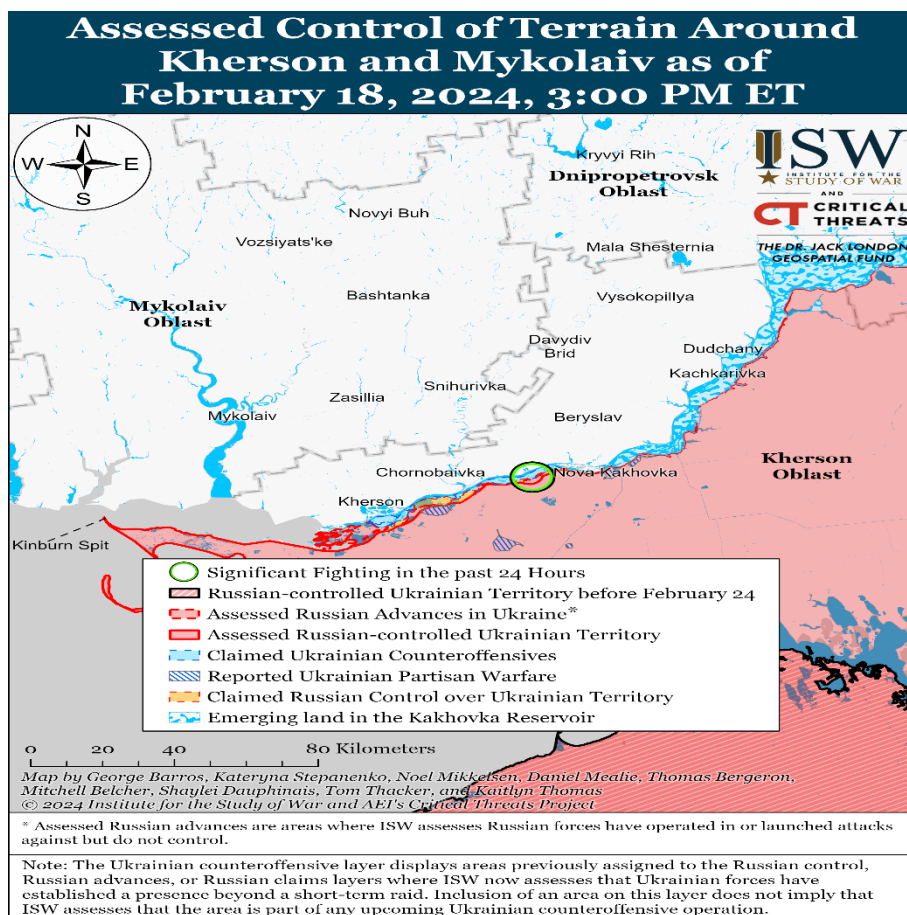 Assessed Control of Terrain Around
Kherson and Mykolaiv as of
February 18, 2024, 3:00 PM ET
N
W E
S
ISW
INSTITUTE FOR THE
STUDY OF WAR
AND
CT CRITICAL
THREATS
THE DR. JACK LONDON
GEOSPATIAL FUND
Kryvyi Rih
Dnipropetrovsk
Oblast
Novyi Buh
Vozsiyats'ke
Mala Shesternia
Bashtanka
Vysokopillya
Mykolaiv
Oblast
Davydiv
Brid
Dudchany
Kachkarivka
Snihurivka
Zasillia
Mykolaiv
Beryslav
Kherson
Oblast
Chornobaivka
Nova Kakhovka
Kherson
Kinburn Spit
Significant Fighting in the past 24 Hours
Russian-controlled Ukrainian Territory before February 24
Assessed Russian Advances in Ukraine*
Assessed Russian-controlled Ukrainian Territory
Claimed Ukrainian Counteroffensives
Reported Ukrainian Partisan Warfare
Claimed Russian Control over Ukrainian Territory
Emerging land in the Kakhovka Reservoir
0 20 40 80 Kilometers
Map by George Barros, Kateryna Stepanenko, Noel Mikkelsen, Daniel Mealie, Thomas Bergeron,
Mitchell Belcher, Shaylei Dauphinais, Tom Thacker, and Kaitlyn Thomas
© 2024 Institute for the Study of War and AEI's Critical Threats Project
* Assessed Russian advances are areas where ISW assesses Russian forces have operated in or launched attacks
against but do not control.
Note: The Ukrainian counteroffensive layer displays areas previously assigned to the Russian control,
Russian advances, or Russian claims layers where ISW now assesses that Ukrainian forces have
established a presence beyond a short-term raid. Inclusion of an area on this layer does not imply that
ISW assesses that the area is part of any upcoming Ukrainian counteroffensive operation.